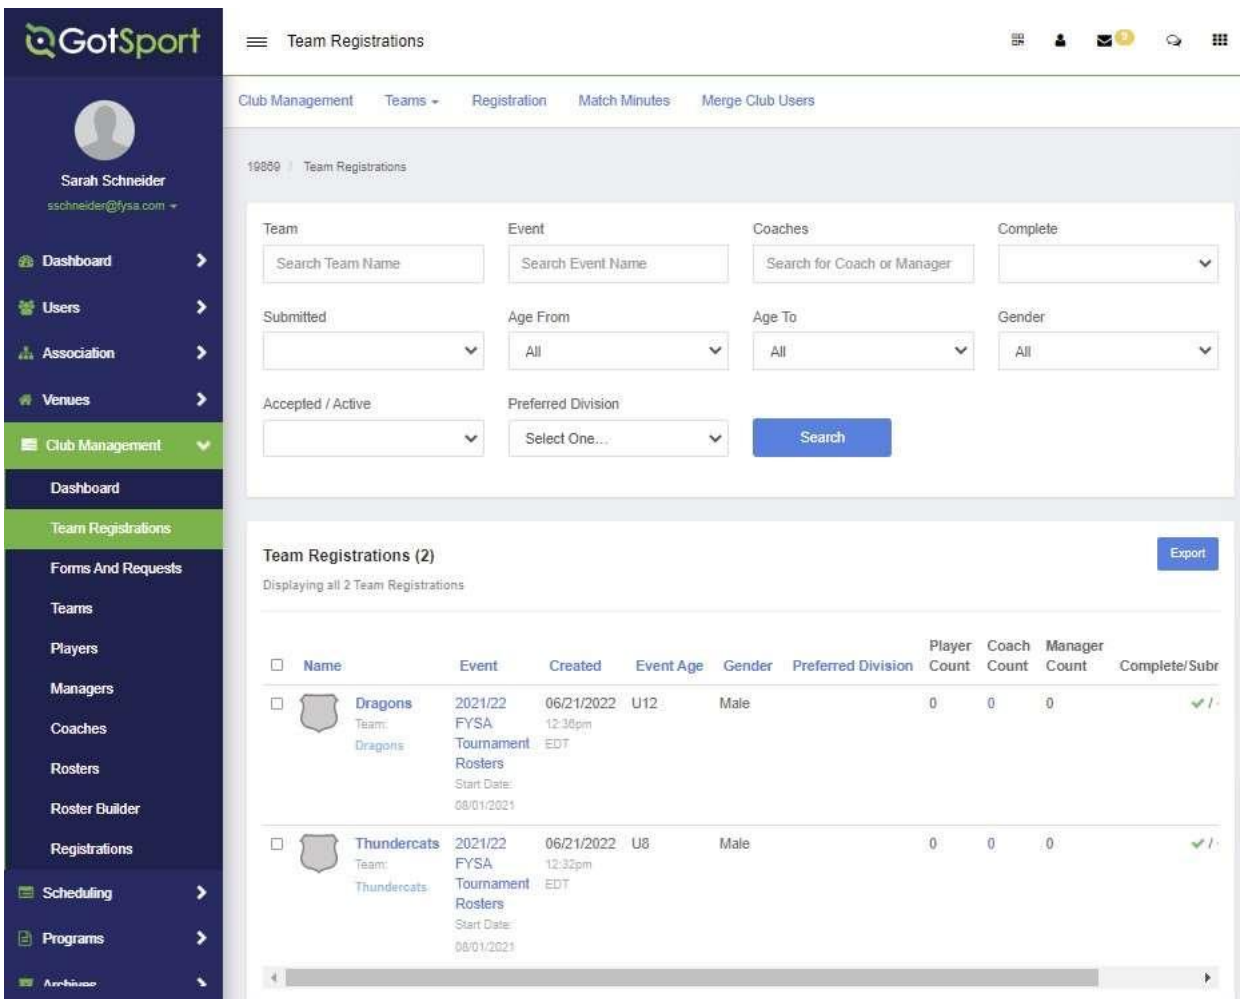 GotSport
Team Registrations
3
Club Management Teams Registration Match Minutes Merge Club Users
Sarah Schneider
sschneider@fysa.com
Dashboard
Users
Association
Venues
Club Management
Dashboard
Team Registrations
Forms And Requests
Teams
Players
Managers
Coaches
Rosters
Roster Builder
Registrations
Scheduling
Programs
Archives
19869 / Team Registrations
Team Event Coaches Complete
Search Team Name Search Event Name Search for Coach or Manager
Submitted Age From Age To Gender
All All All
Accepted / Active Preferred Division
Select One... Search
Team Registrations (2) Export
Displaying all 2 Team Registrations
Player Coach Manager
Name Event Created Event Age Gender Preferred Division Count Count Count Complete/Subr
Dragons 2021/22 06/21/2022 U12 Male 0 0 0 /
Team: FYSA 12:36pm
Dragons Tournament EDT
Rosters
Start Date:
08/01/2021
Thundercats 2021/22 06/21/2022 U8 Male 0 0 0 /
Team: FYSA 12:32pm
Thundercats Tournament EDT
Rosters
Start Date:
08/01/2021